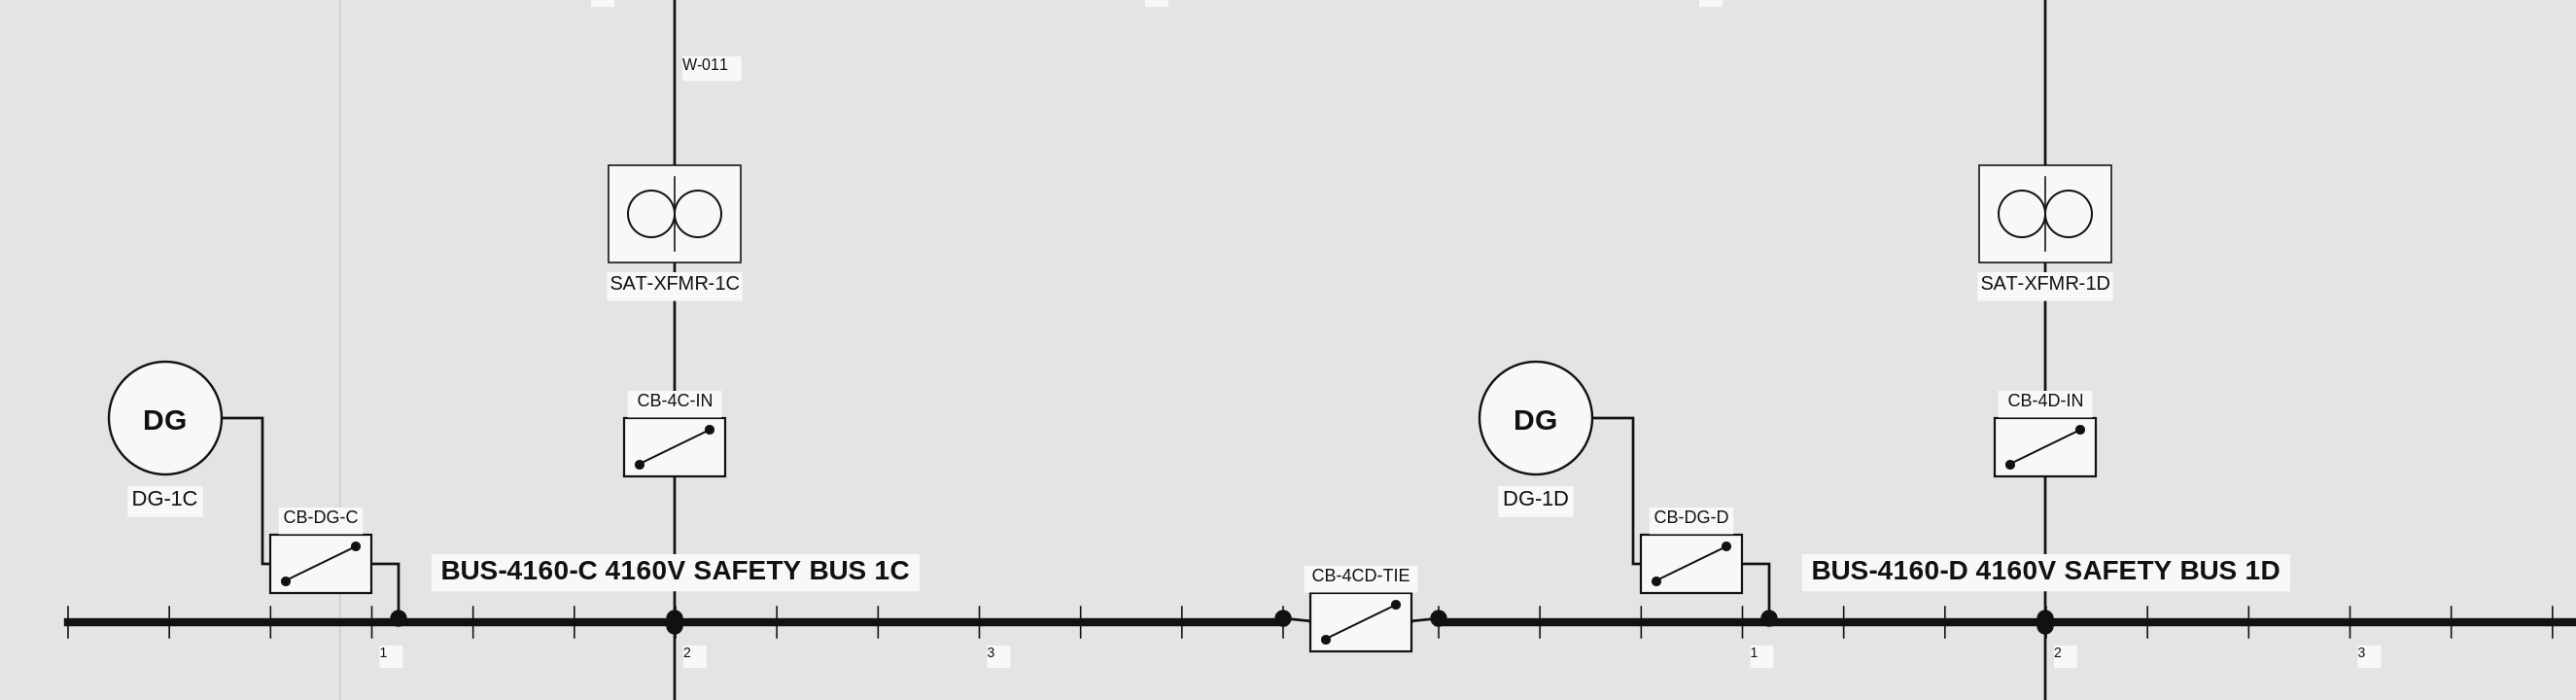 W-011
SAT-XFMR-1C
SAT-XFMR-1D
CB-4C-IN
CB-4D-IN
DG
DG
DG-1C
DG-1D
CB-DG-C
CB-DG-D
BUS-4160-C 4160V SAFETY BUS 1C
CB-4CD-TIE
BUS-4160-D 4160V SAFETY BUS 1D
1
2
3
1
2
3